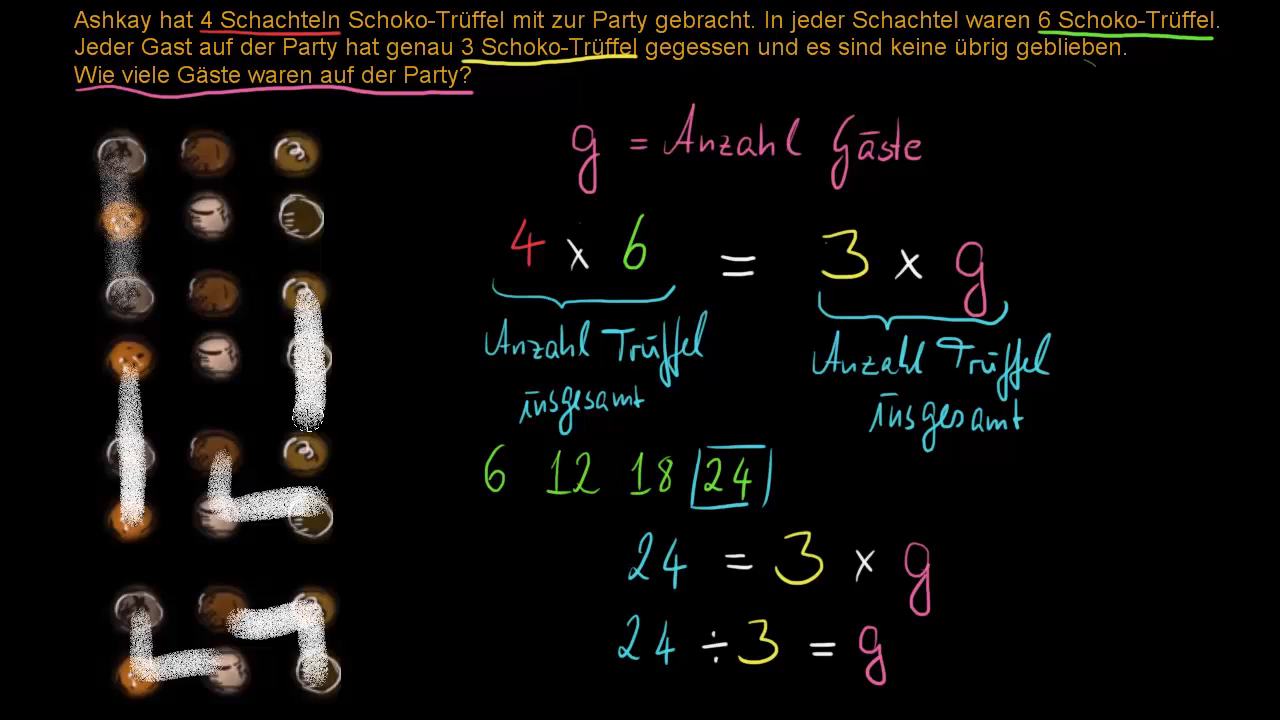 Ashkay hat 4 Schachteln Schoko-Trüffel mit zur Party gebracht. In jeder Schachtel waren 6 Schoko-Trüffel.
Jeder Gast auf der Party hat genau 3 Schoko-Trüffel gegessen und es sind keine übrig geblieben.
Wie viele Gäste waren auf der Party?
g = Anzahl Gäste
4 x 6 = 3 x g
Anzahl Trüffel Anzahl Trüffel
insgesamt insgesamt
6 12 18 24
24 = 3 x g
24 ÷ 3 = g